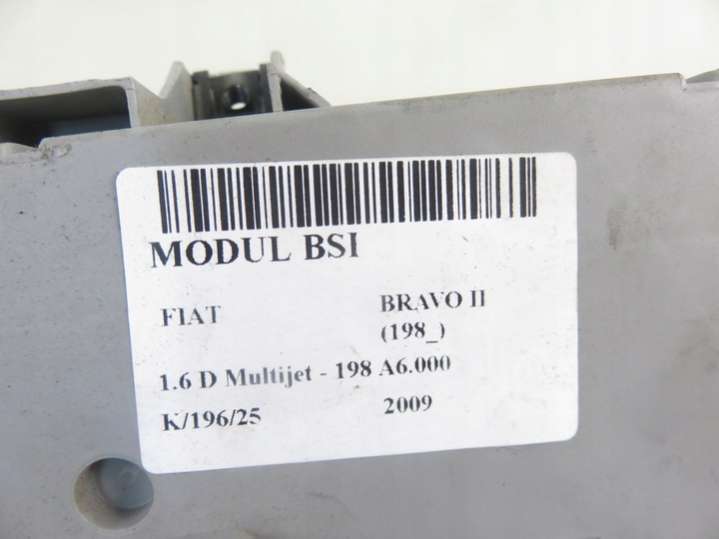 MODUL BSI
FIAT BRAVO II
(198_)
1.6 D Multijet - 198 A6.000
K/196/25 2009